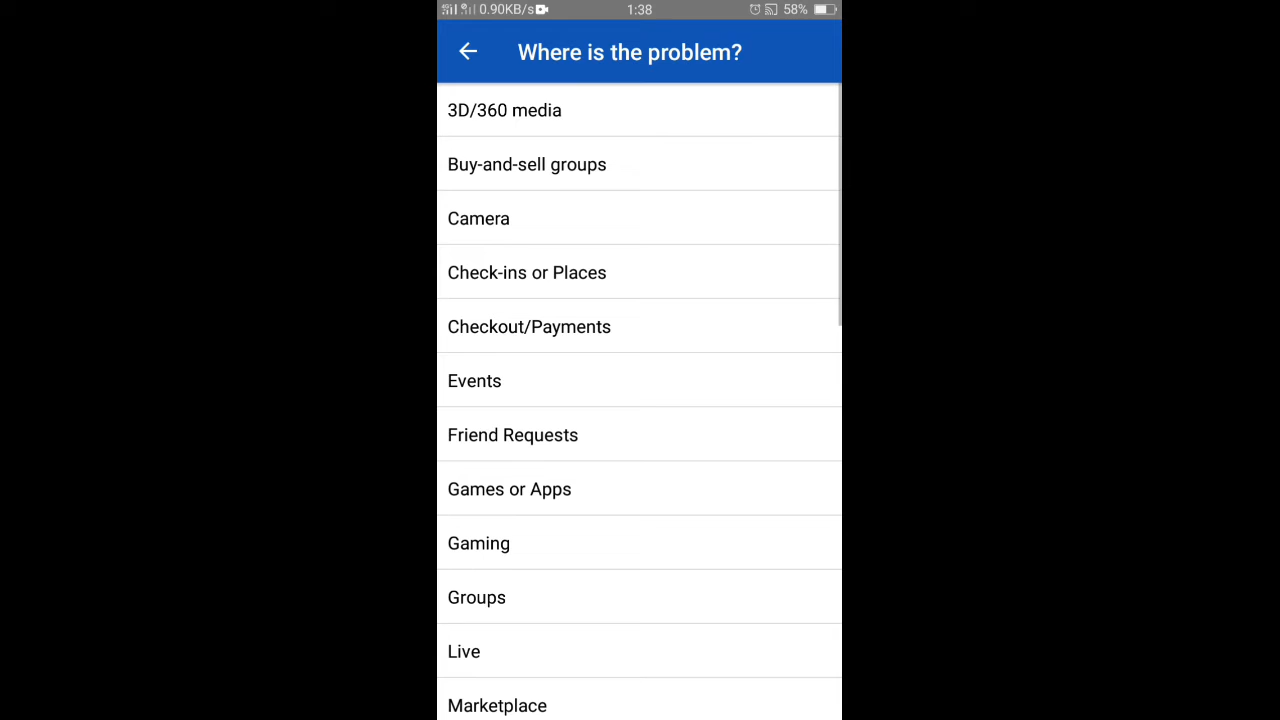 0.90KB/s 1:38 58%
Where is the problem?
3D/360 media
Buy-and-sell groups
Camera
Check-ins or Places
Checkout/Payments
Events
Friend Requests
Games or Apps
Gaming
Groups
Live
Marketplace